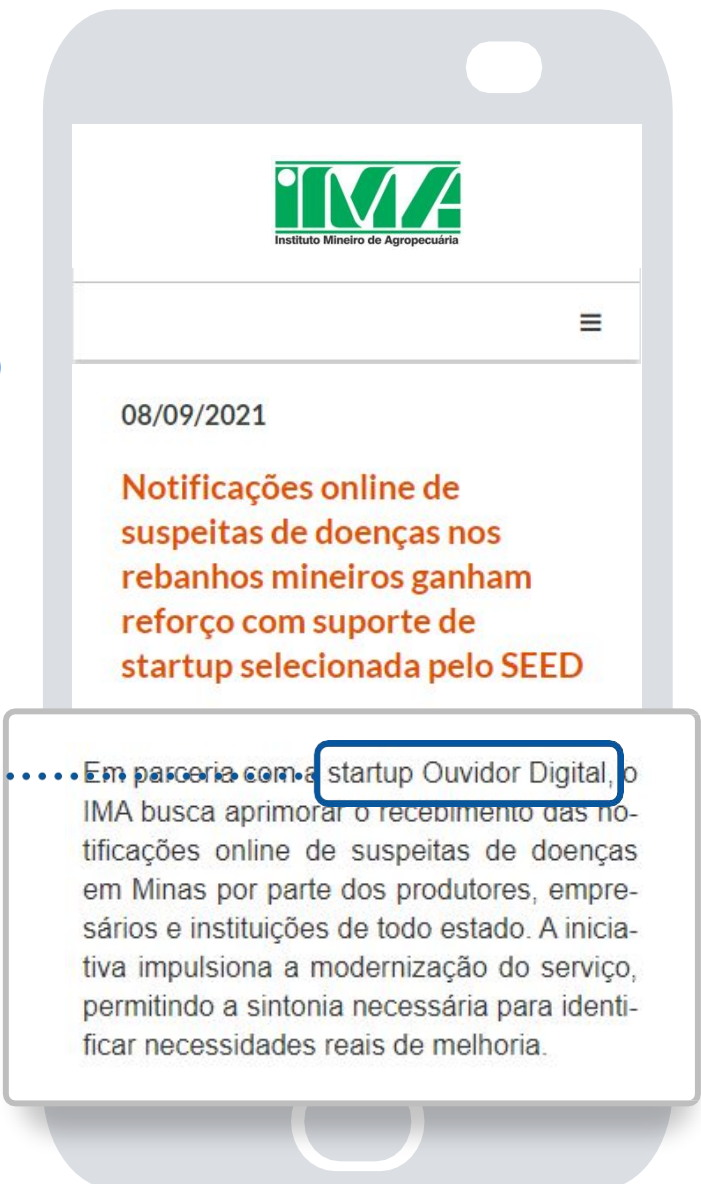 IMA
Instituto Mineiro de Agropecuária
08/09/2021
Notificações online de
suspeitas de doenças nos
rebanhos mineiros ganham
reforço com suporte de
startup selecionada pelo SEED
Em parceria com a startup Ouvidor Digital, o
IMA busca aprimorar o recebimento das no-
tificações online de suspeitas de doenças
em Minas por parte dos produtores, empre-
sários e instituições de todo estado. A inicia-
tiva impulsiona a modernização do serviço,
permitindo a sintonia necessária para identi-
ficar necessidades reais de melhoria.